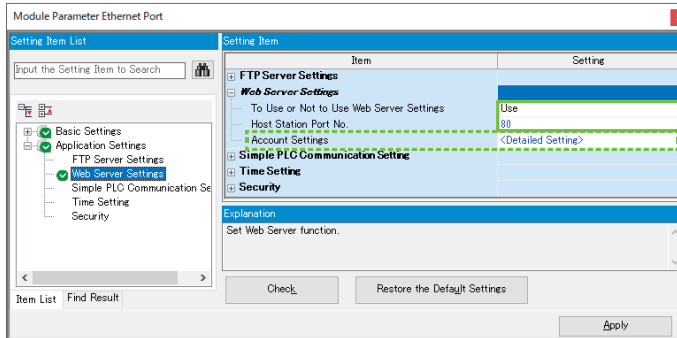 Module Parameter Ethernet Port
Setting Item List
Input the Setting Item to Search
Basic Settings
Application Settings
FTP Server Settings
Web Server Settings
Simple PLC Communication Se
Time Setting
Security
Item List
Find Result
Setting Item
Item
Setting
FTP Server Settings
Web Server Settings
To Use or Not to Use Web Server Settings
Use
Host Station Port No.
80
Account Settings
<Detailed Setting>
Simple PLC Communication Setting
Time Setting
Security
Explanation
Set Web Server function.
Check
Restore the Default Settings
Apply